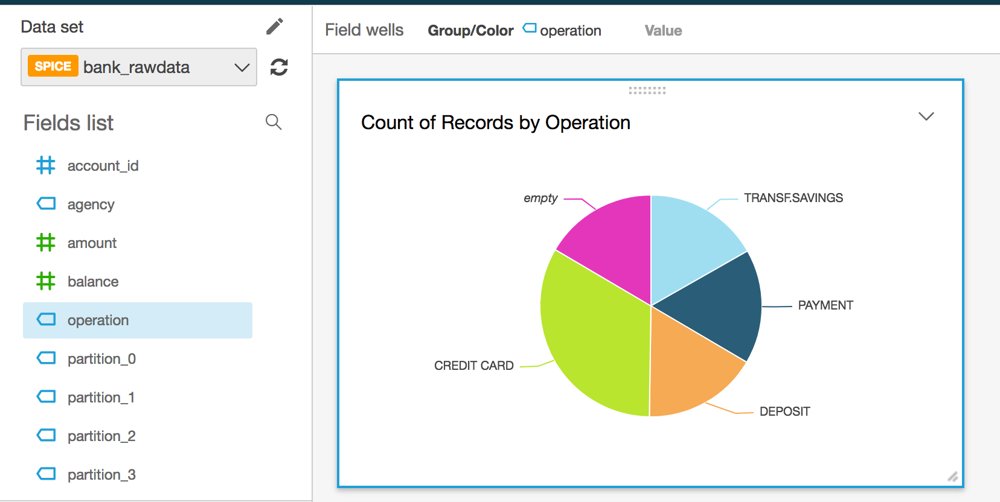 Data set
SPICE bank_rawdata
Fields list
account_id
agency
amount
balance
operation
partition_0
partition_1
partition_2
partition_3
Field wells Group/Color operation Value
Count of Records by Operation
empty
TRANSF.SAVINGS
PAYMENT
CREDIT CARD
DEPOSIT